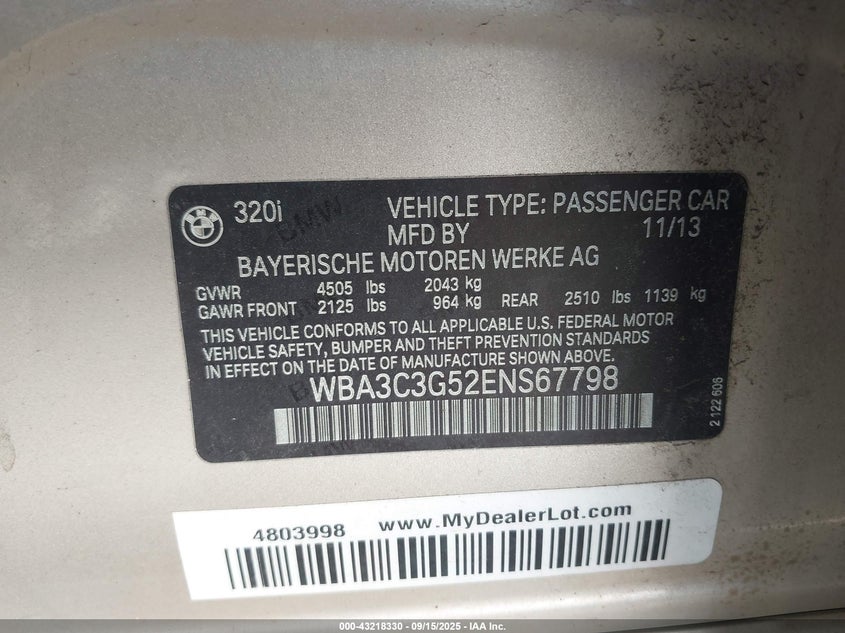 320i
VEHICLE TYPE: PASSENGER CAR
MFD BY 11/13
BAYERISCHE MOTOREN WERKE AG
GVWR 4505 lbs 2043 kg
GAWR FRONT 2125 lbs 964 kg REAR 2510 lbs 1139 kg
THIS VEHICLE CONFORMS TO ALL APPLICABLE U.S. FEDERAL MOTOR
VEHICLE SAFETY, BUMPER AND THEFT PREVENTION STANDARDS
IN EFFECT ON THE DATE OF MANUFACTURE SHOWN ABOVE.
WBA3C3G52ENS67798
2 122 606
4803998 www.MyDealerLot.com
000-43218330 - 09/15/2025 - IAA Inc.